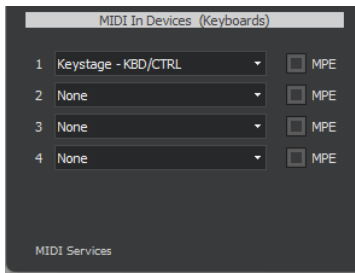 MIDI In Devices (Keyboards)
1 Keystage - KBD/CTRL MPE
2 None MPE
3 None MPE
4 None MPE
MIDI Services